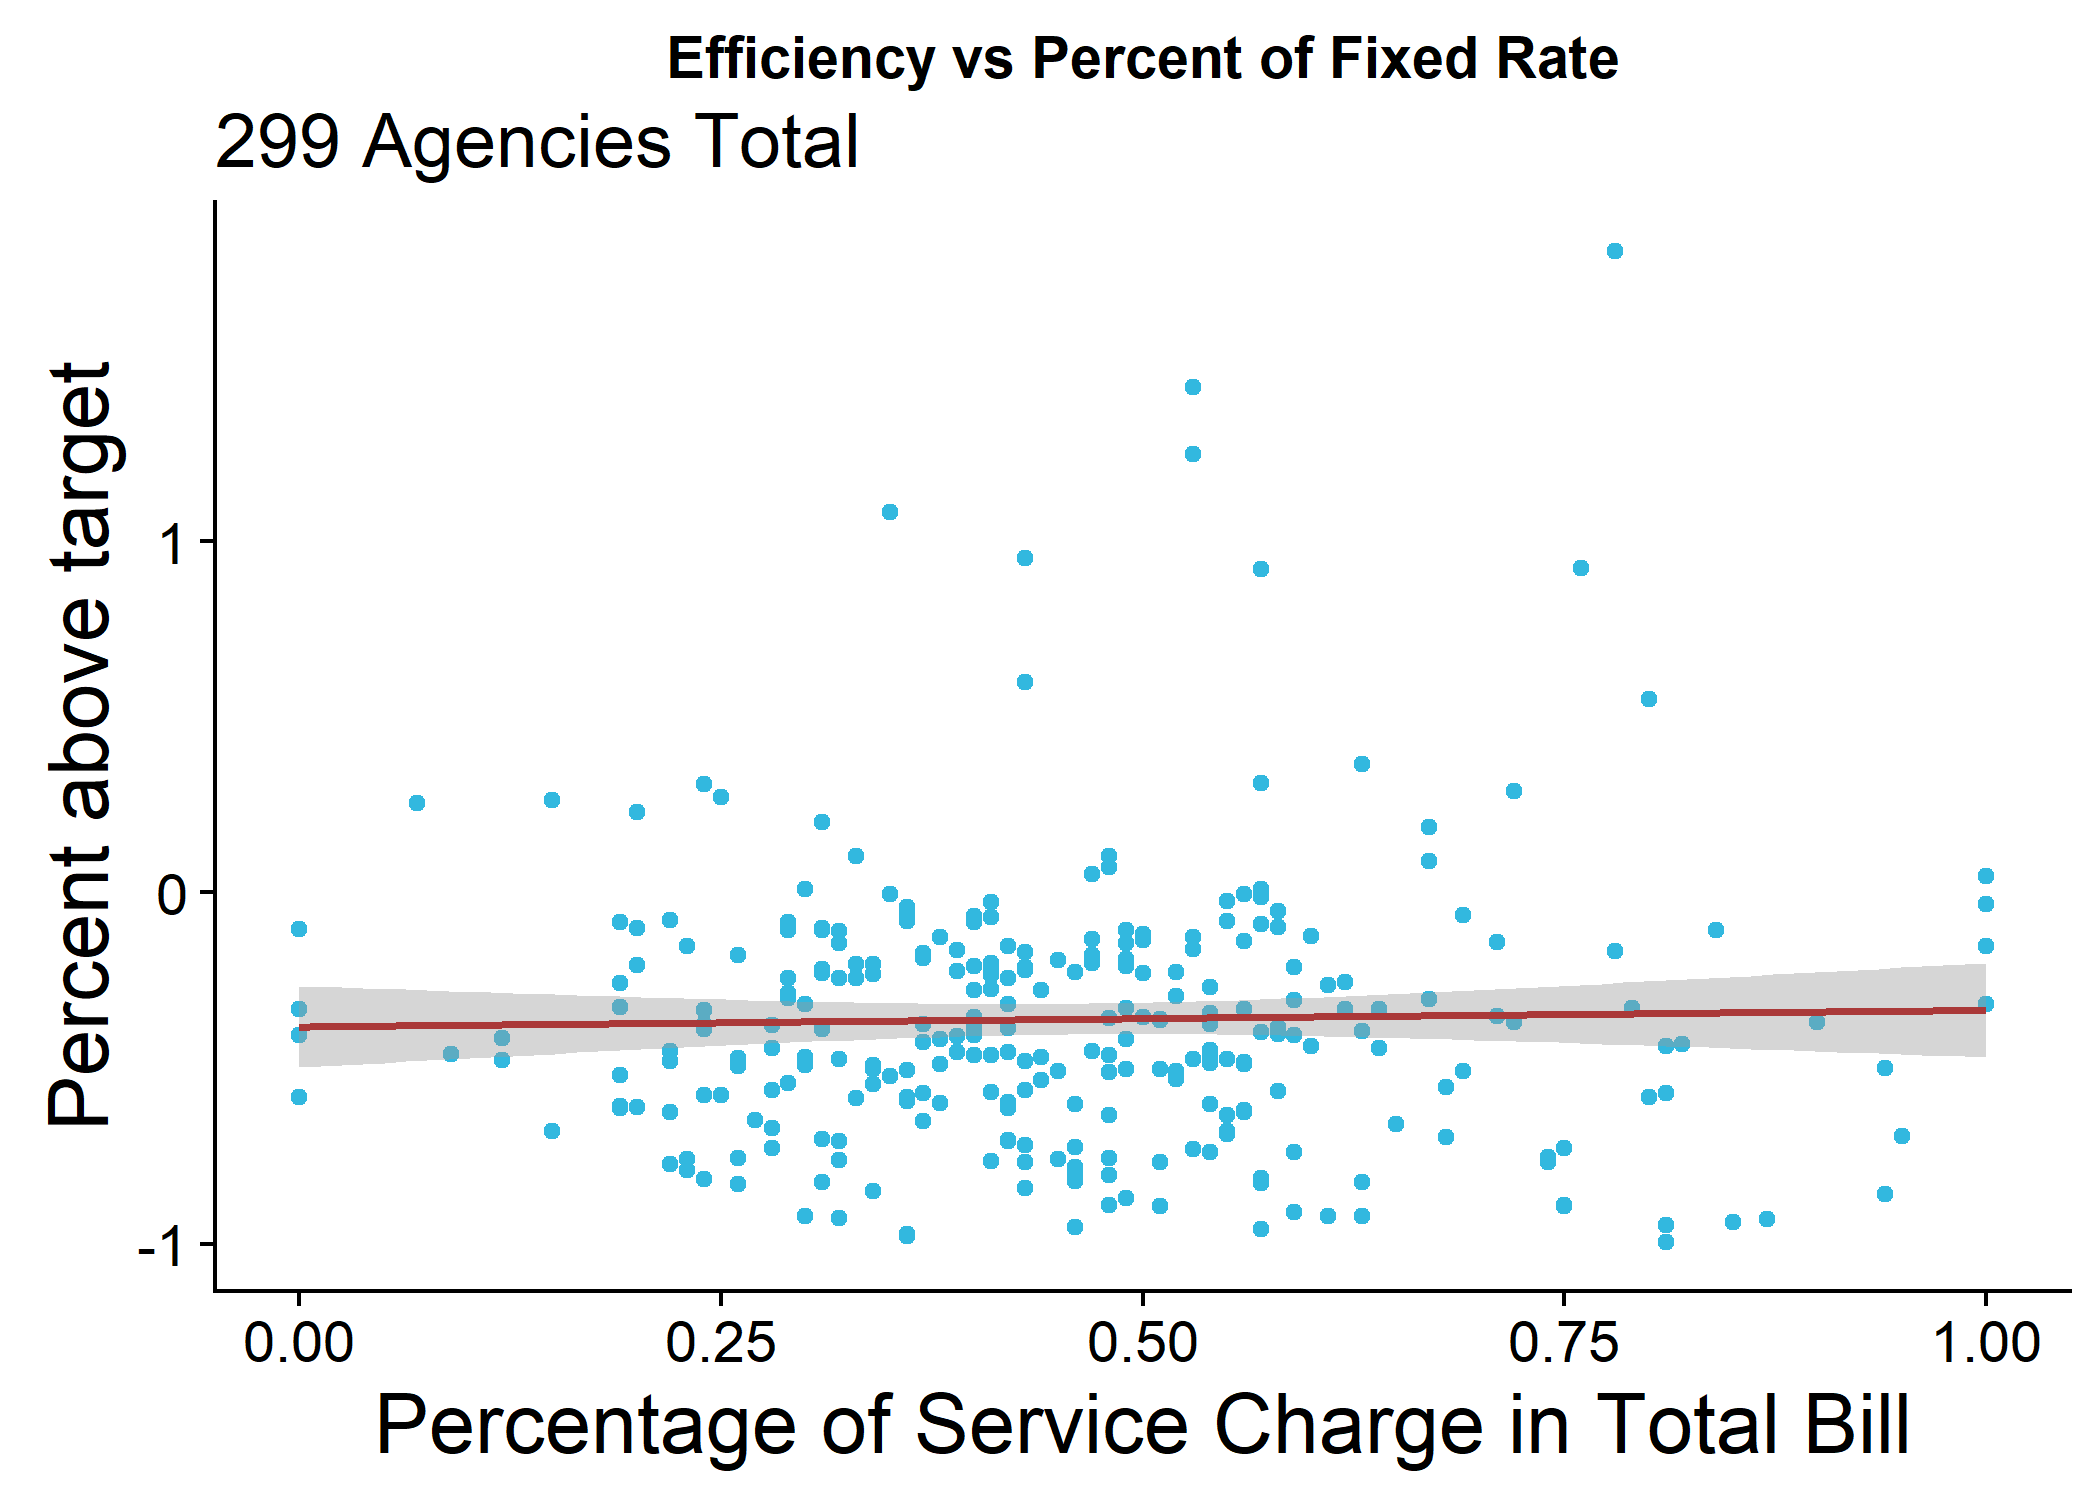 Efficiency vs Percent of Fixed Rate
299 Agencies Total
Percent above target
1
0
-1
0.00 0.25 0.50 0.75 1.00
Percentage of Service Charge in Total Bill